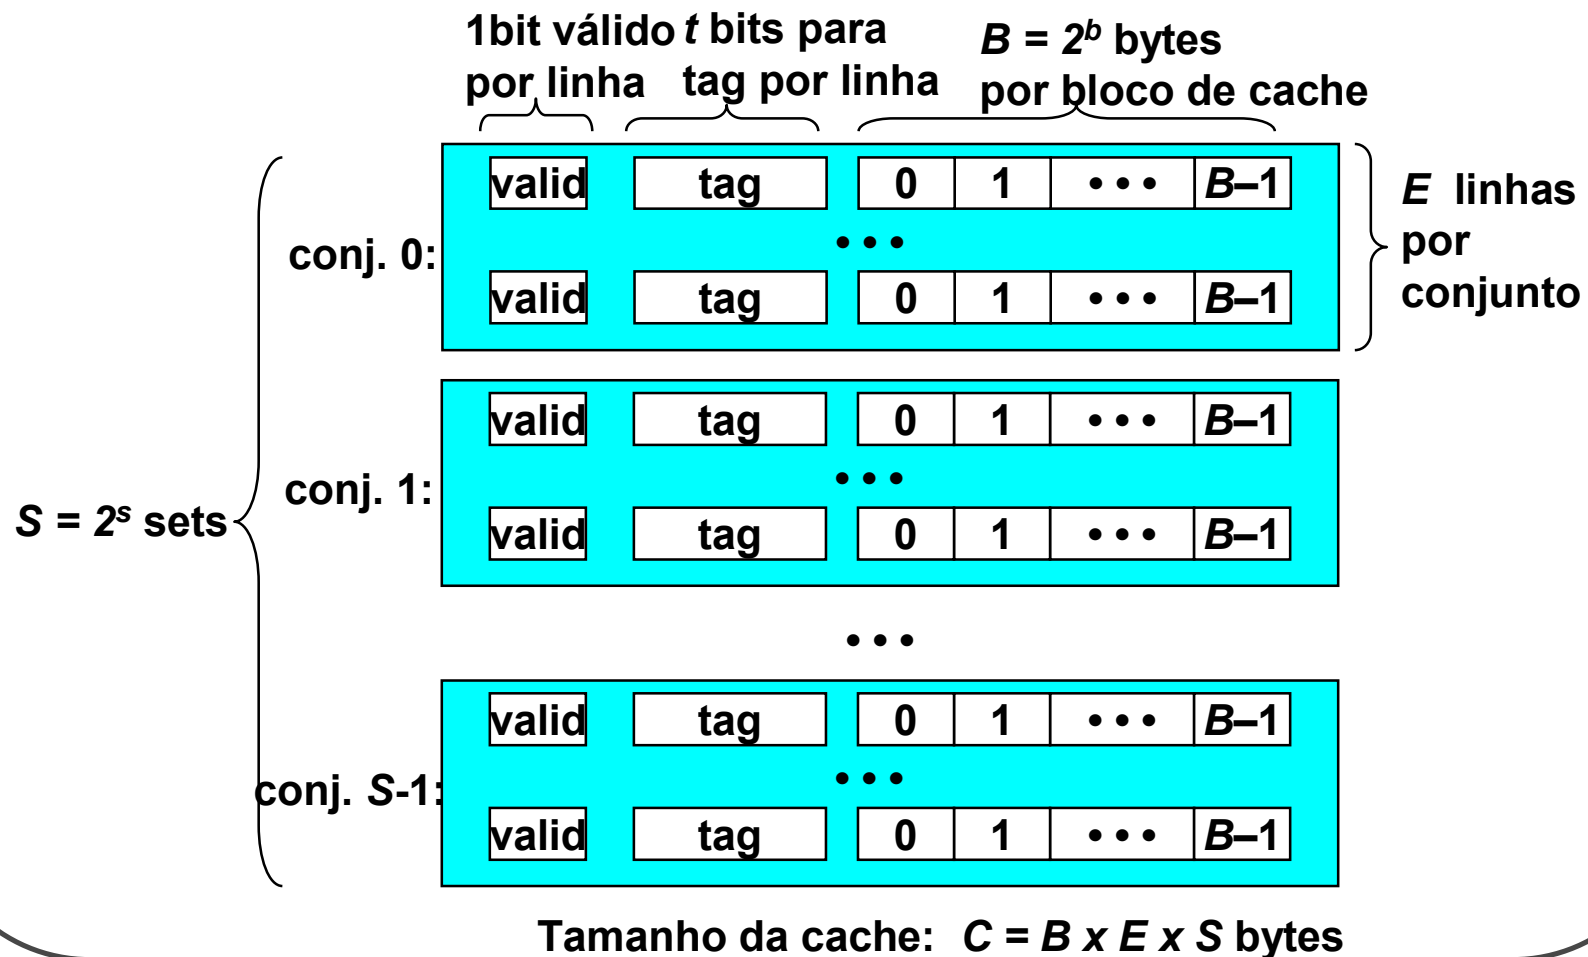 1bit válido t bits para
por linha tag por linha
B = 2^b bytes
por bloco de cache
valid tag 0 1 • • • B–1
• • •
conj. 0:
valid tag 0 1 • • • B–1
E linhas
por
conjunto
valid tag 0 1 • • • B–1
• • •
conj. 1:
valid tag 0 1 • • • B–1
S = 2^s sets
• • •
valid tag 0 1 • • • B–1
• • •
conj. S-1:
valid tag 0 1 • • • B–1
Tamanho da cache: C = B x E x S bytes